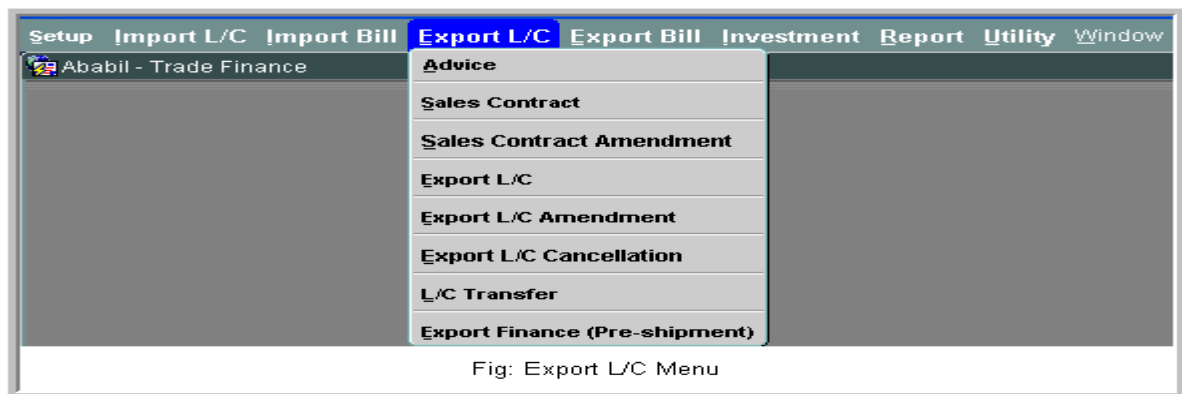 Setup Import L/C Import Bill Export L/C Export Bill Investment Report Utility Window
Ababil - Trade Finance
Advice
Sales Contract
Sales Contract Amendment
Export L/C
Export L/C Amendment
Export L/C Cancellation
L/C Transfer
Export Finance (Pre-shipment)
Fig: Export L/C Menu